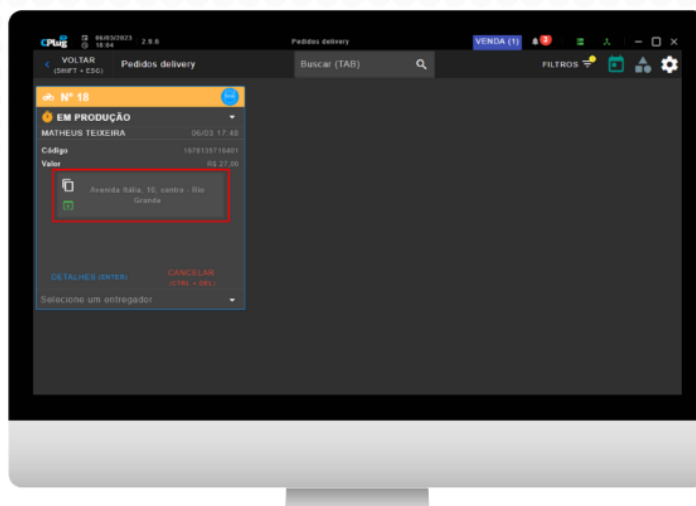 CPlug 06/03/2023 18:04 2.9.6 Pedidos delivery VENDA (1) 3
VOLTAR
(SHIFT + ESC)
Pedidos delivery
Buscar (TAB)
FILTROS
Nº 18
EM PRODUÇÃO
MATHEUS TEIXEIRA 06/03 17:48
Código 1678135716401
Valor R$ 27,00
Avenida Itália, 10, centro - Rio
Grande
DETALHES (ENTER)
CANCELAR
(CTRL + DEL)
Selecione um entregador